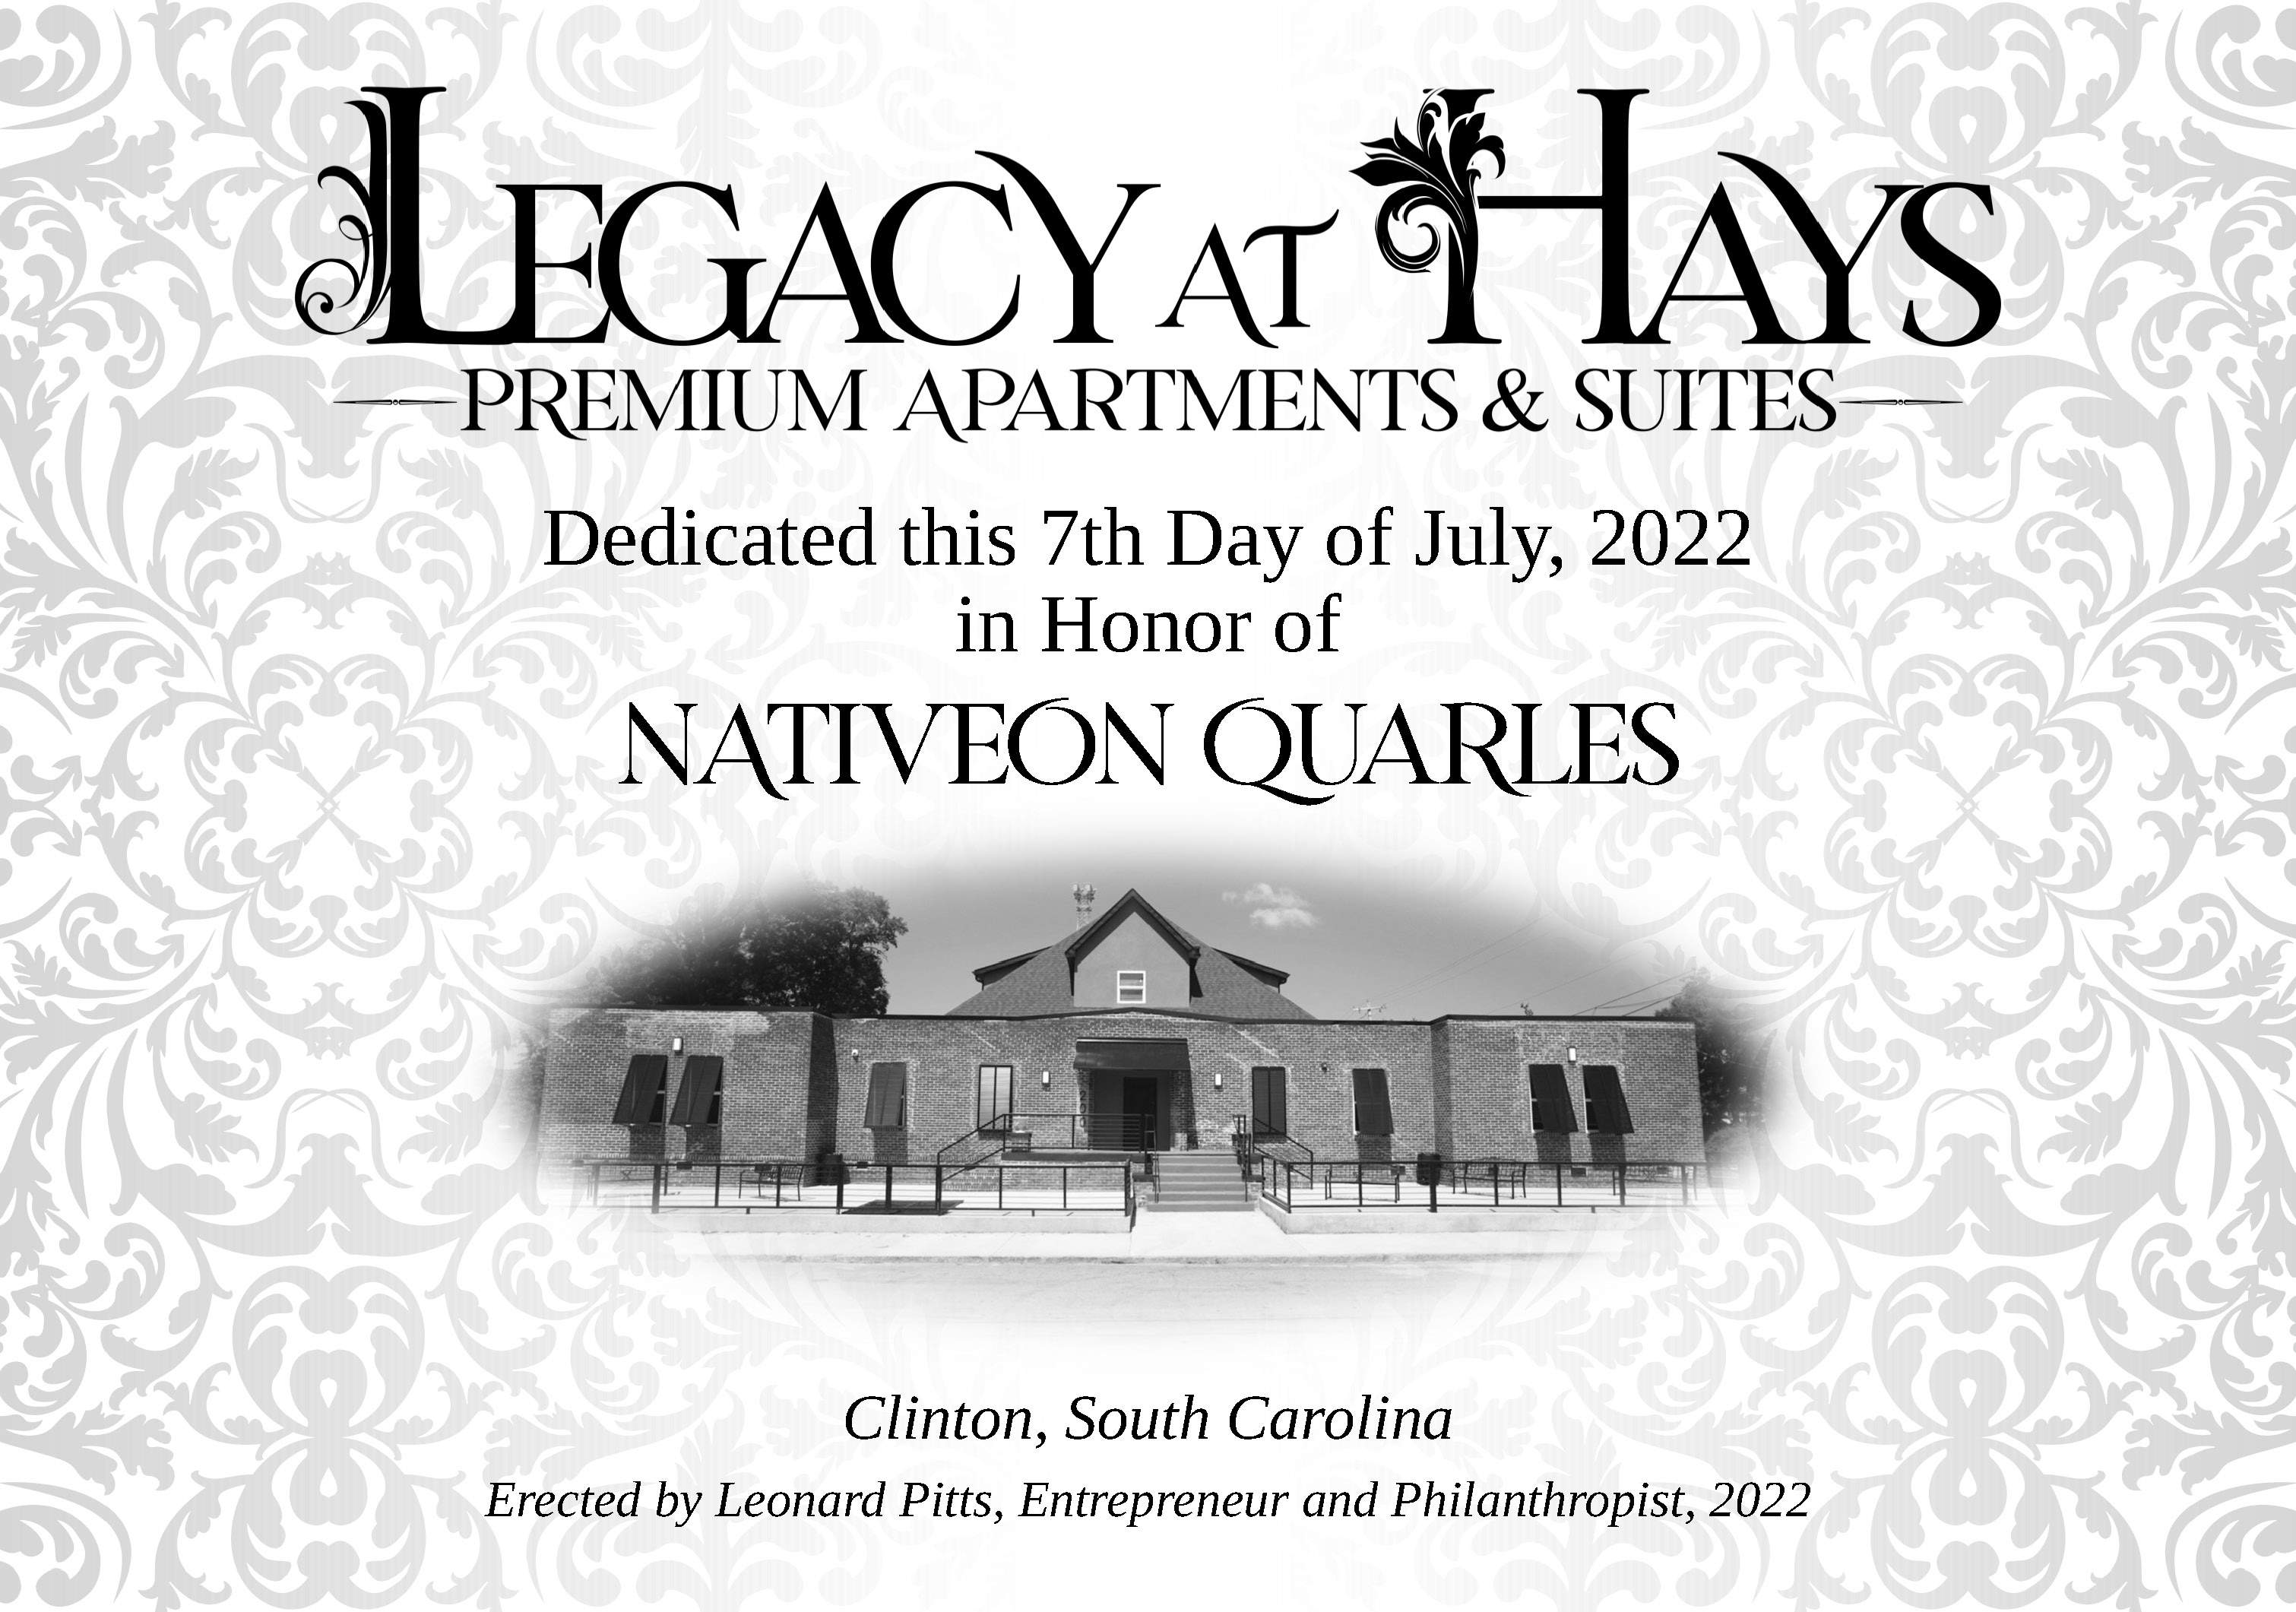 LEGACY AT HAYS
PREMIUM APARTMENTS & SUITES
Dedicated this 7th Day of July, 2022
in Honor of
NATIVEON QUARLES
Clinton, South Carolina
Erected by Leonard Pitts, Entrepreneur and Philanthropist, 2022